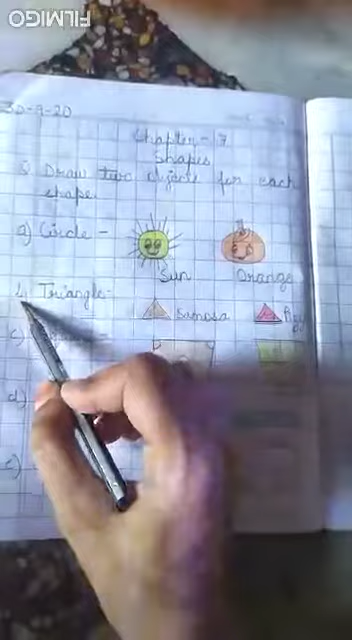 FILMIGO
30-9-20
Chapter - 7
Shapes
Q Draw two objects for each
shape.
a) Circle -
Sun Orange
b Triangle -
Samosa
c)
d)
e)